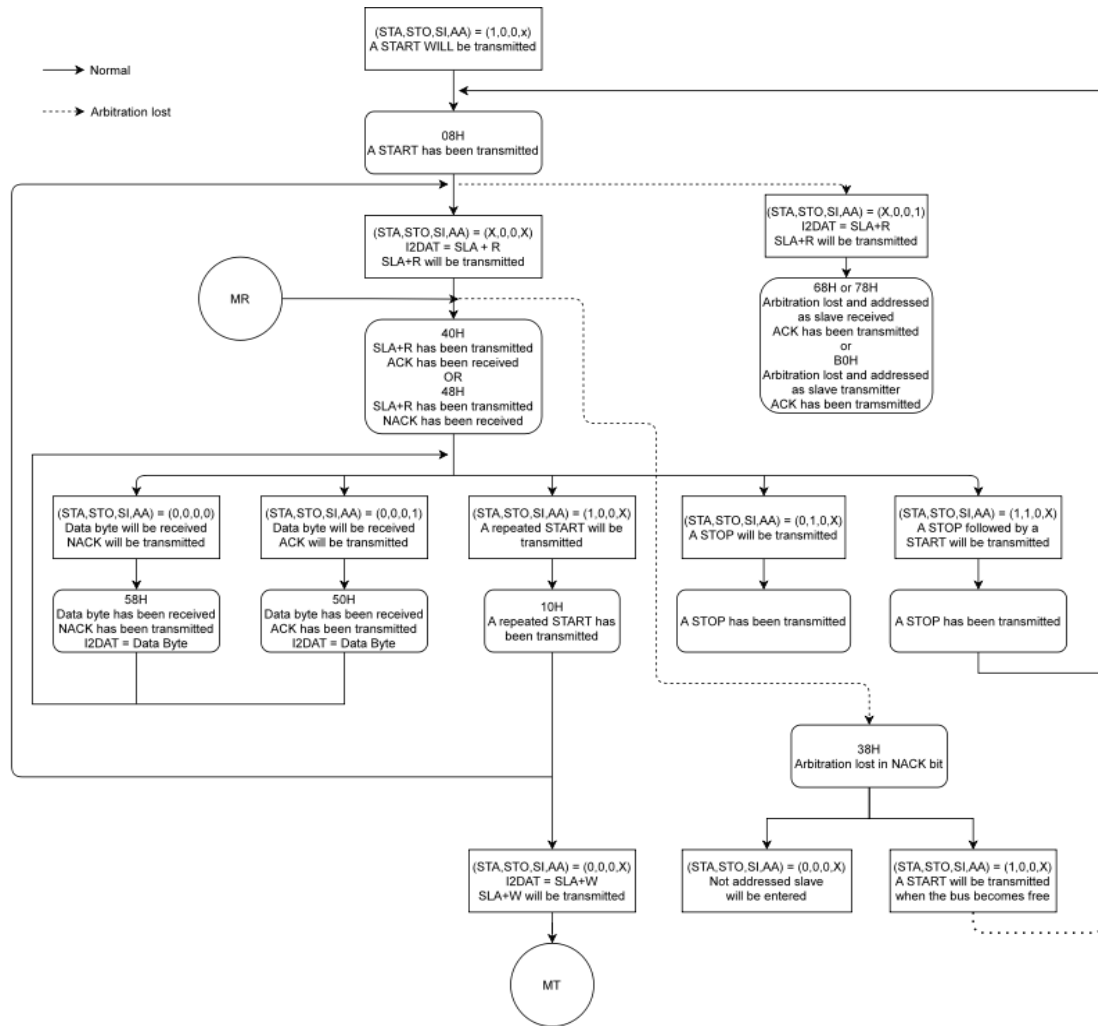 (STA,STO,SI,AA) = (1,0,0,x)
A START WILL be transmitted
Normal
Arbitration lost
08H
A START has been transmitted
(STA,STO,SI,AA) = (X,0,0,X)
I2DAT = SLA + R
SLA+R will be transmitted
(STA,STO,SI,AA) = (X,0,0,1)
I2DAT = SLA+R
SLA+R will be transmitted
MR
68H or 78H
Arbitration lost and addressed
as slave received
ACK has been transmitted
or
B0H
Arbitration lost and addressed
as slave transmitter
ACK has been tramsmitted
40H
SLA+R has been transmitted
ACK has been received
OR
48H
SLA+R has been transmitted
NACK has been received
(STA,STO,SI,AA) = (0,0,0,0)
Data byte will be received
NACK will be transmitted
(STA,STO,SI,AA) = (0,0,0,1)
Data byte will be received
ACK will be transmitted
(STA,STO,SI,AA) = (1,0,0,X)
A repeated START will be
transmitted
(STA,STO,SI,AA) = (0,1,0,X)
A STOP will be transmitted
(STA,STO,SI,AA) = (1,1,0,X)
A STOP followed by a
START will be transmitted
58H
Data byte has been received
NACK has been transmitted
I2DAT = Data Byte
50H
Data byte has been received
ACK has been transmitted
I2DAT = Data Byte
10H
A repeated START has
been transmitted
A STOP has been transmitted
A STOP has been transmitted
38H
Arbitration lost in NACK bit
(STA,STO,SI,AA) = (0,0,0,X)
I2DAT = SLA+W
SLA+W will be transmitted
(STA,STO,SI,AA) = (0,0,0,X)
Not addressed slave
will be entered
(STA,STO,SI,AA) = (1,0,0,X)
A START will be transmitted
when the bus becomes free
MT